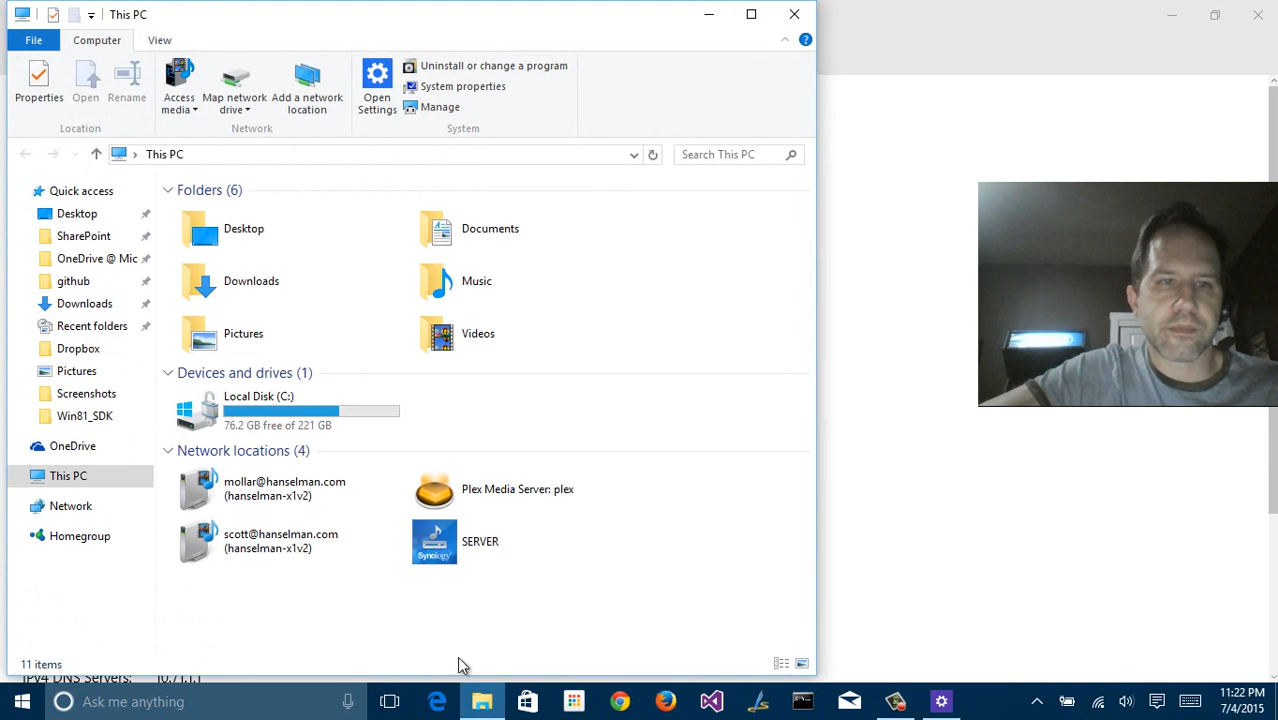 This PC
File
Computer
View
Properties
Open
Rename
Access media
Map network drive
Add a network location
Open Settings
Uninstall or change a program
System properties
Manage
Location
Network
System
This PC
Search This PC
Quick access
Desktop
SharePoint
OneDrive @ Mic
github
Downloads
Recent folders
Dropbox
Pictures
Screenshots
Win81_SDK
OneDrive
This PC
Network
Homegroup
Folders (6)
Desktop
Documents
Downloads
Music
Pictures
Videos
Devices and drives (1)
Local Disk (C:)
76.2 GB free of 221 GB
Network locations (4)
mollar@hanselman.com
(hanselman-x1v2)
Plex Media Server: plex
scott@hanselman.com
(hanselman-x1v2)
Synology
SERVER
11 items
IPv4 DNS Servers: 10.71.1.1
Ask me anything
11:22 PM
7/4/2015